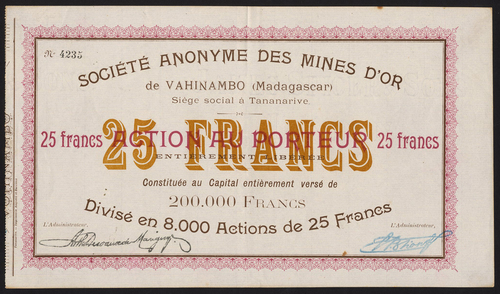 № 4235
SOCIÉTÉ ANONYME DES MINES D'OR
de VAHINAMBO (Madagascar)
Siège social à Tananarive.
25 FRANCS
25 francs ACTION AU PORTEUR 25 francs
ENTIÈREMENT LIBÉRÉE
Constituée au Capital entièrement versé de
200.000 FRANCS
Divisé en 8.000 Actions de 25 Francs
L'Administrateur, L'Administrateur,
VAHINAMBO